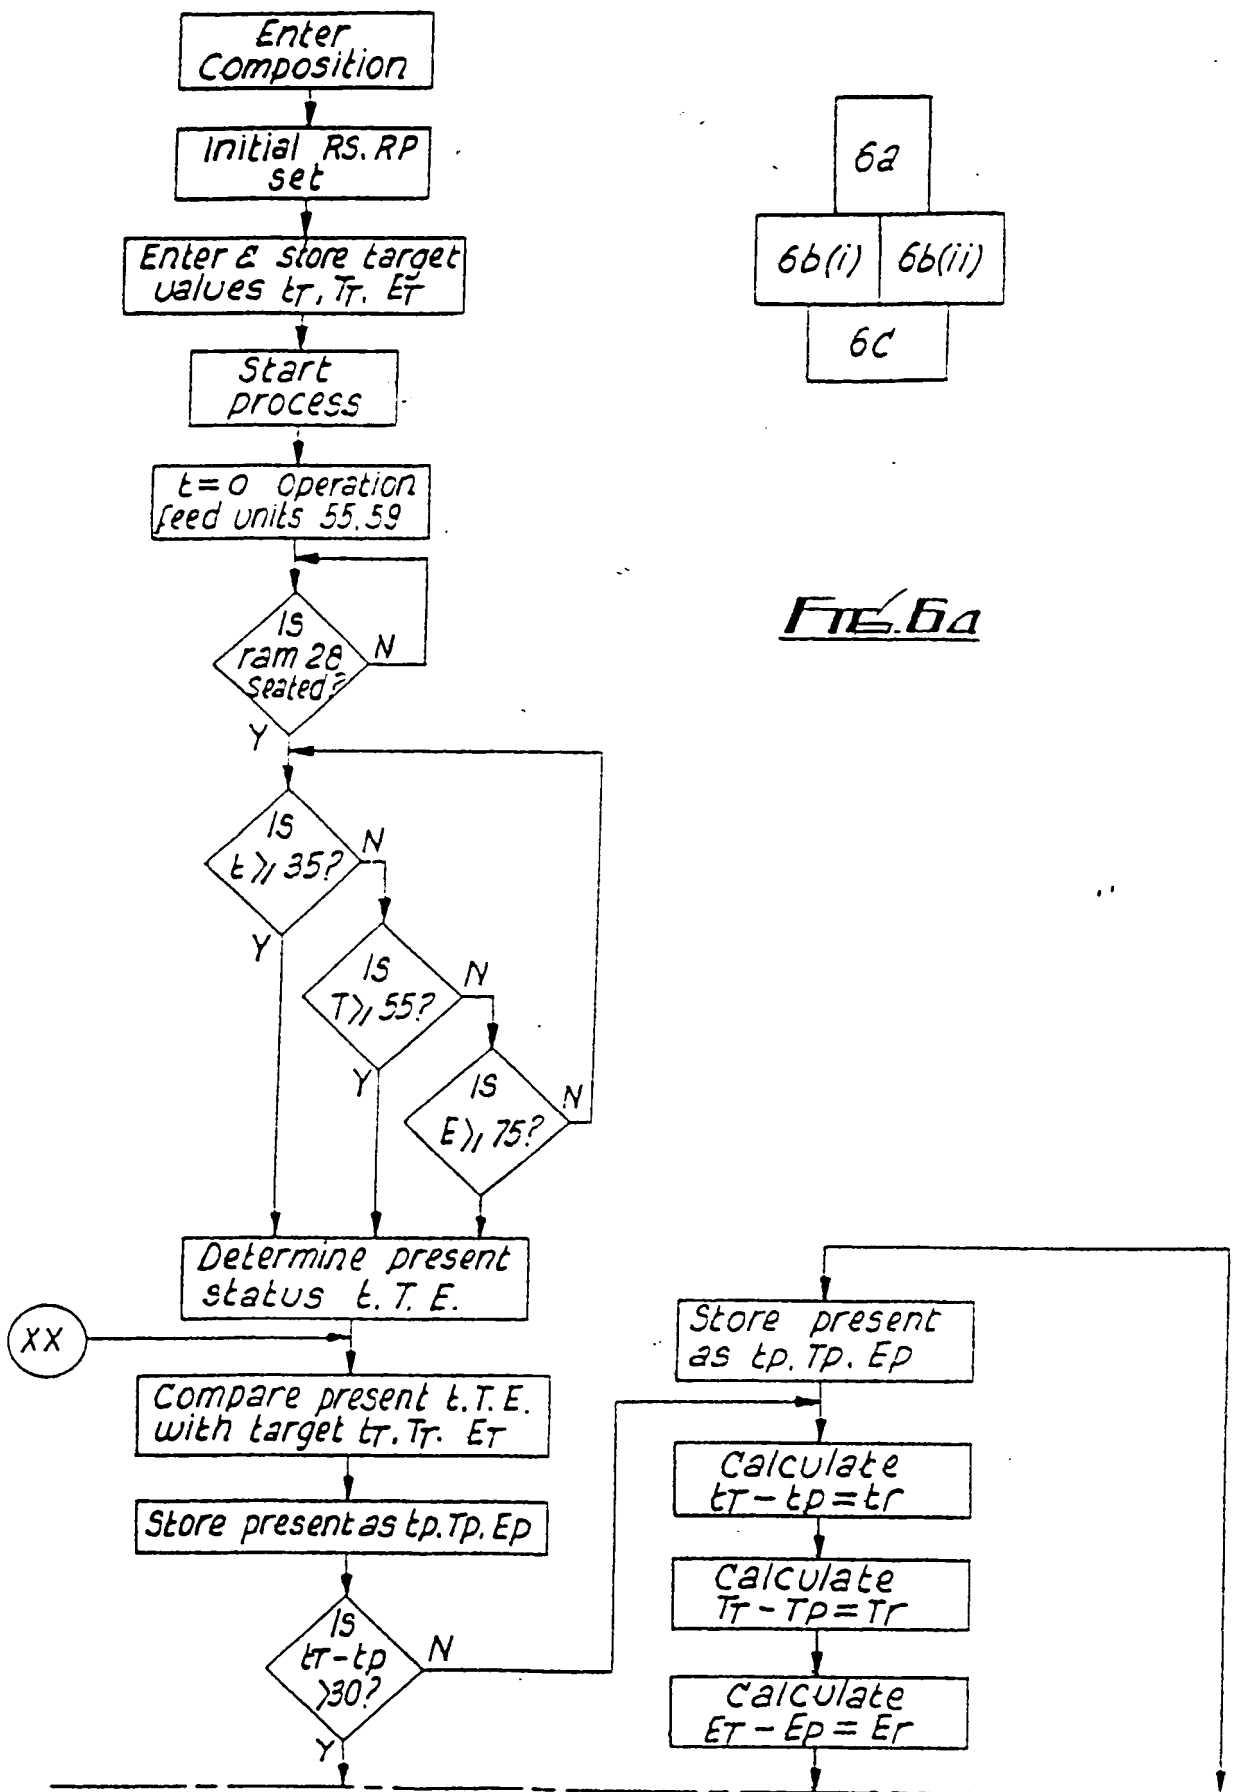 Enter
Composition
Initial RS. RP
set
Enter & store target
values tT, TT, ET
Start
process
t=0 operation
feed units 55.59
Is
ram 28
seated?
N
Y
Is
t⩾ 35?
N
Y
Is
T⩾ 55?
N
Y
Is
E⩾ 75?
N
Determine present
status t. T. E.
XX
Compare present t. T. E.
with target tT. TT. ET
Store present as tp. Tp. Ep
Is
tT-tp
>30?
N
Y
Store present
as tp. Tp. Ep
Calculate
tT-tp=tr
Calculate
TT-Tp=Tr
Calculate
ET-Ep=Er
6a
6b(i) 6b(ii)
6c
FIG. 6a